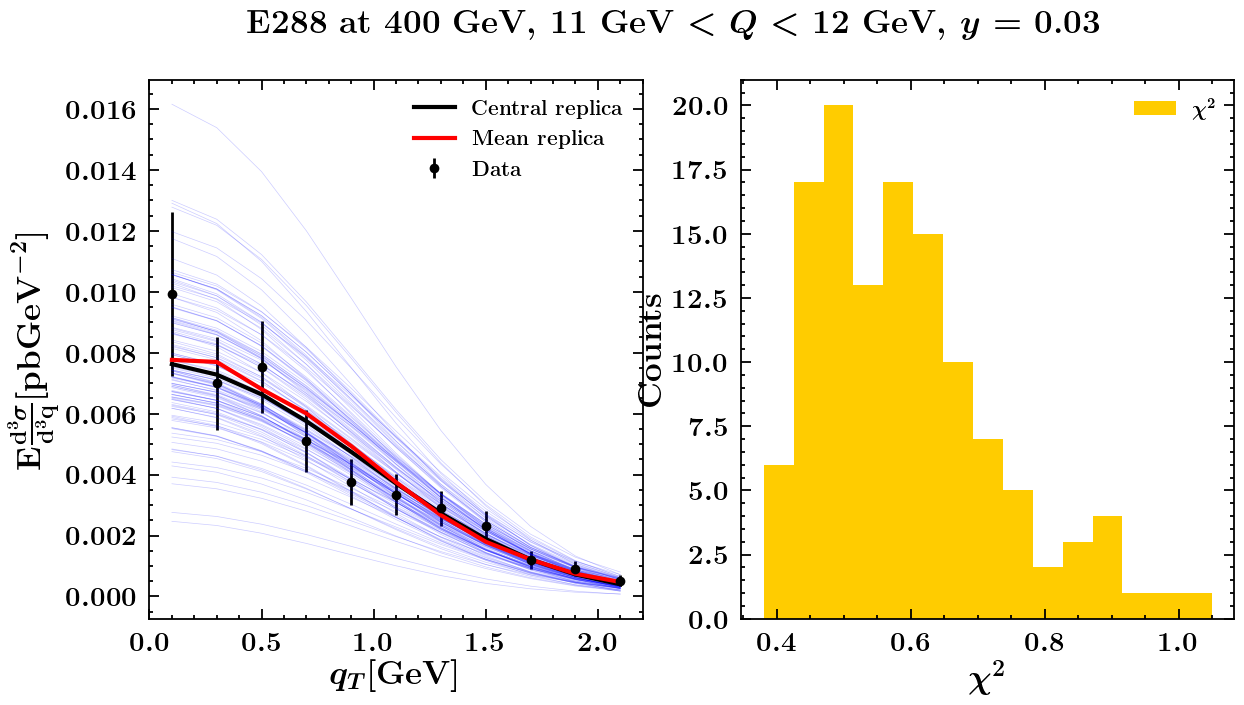 E288 at 400 GeV, 11 GeV < Q < 12 GeV, y = 0.03
E d³σ/d³q [pbGeV⁻²]
0.016
0.014
0.012
0.010
0.008
0.006
0.004
0.002
0.000
Central replica
Mean replica
Data
0.0 0.5 1.0 1.5 2.0
q_T[GeV]
Counts
20.0
17.5
15.0
12.5
10.0
7.5
5.0
2.5
0.0
χ²
0.4 0.6 0.8 1.0
χ²